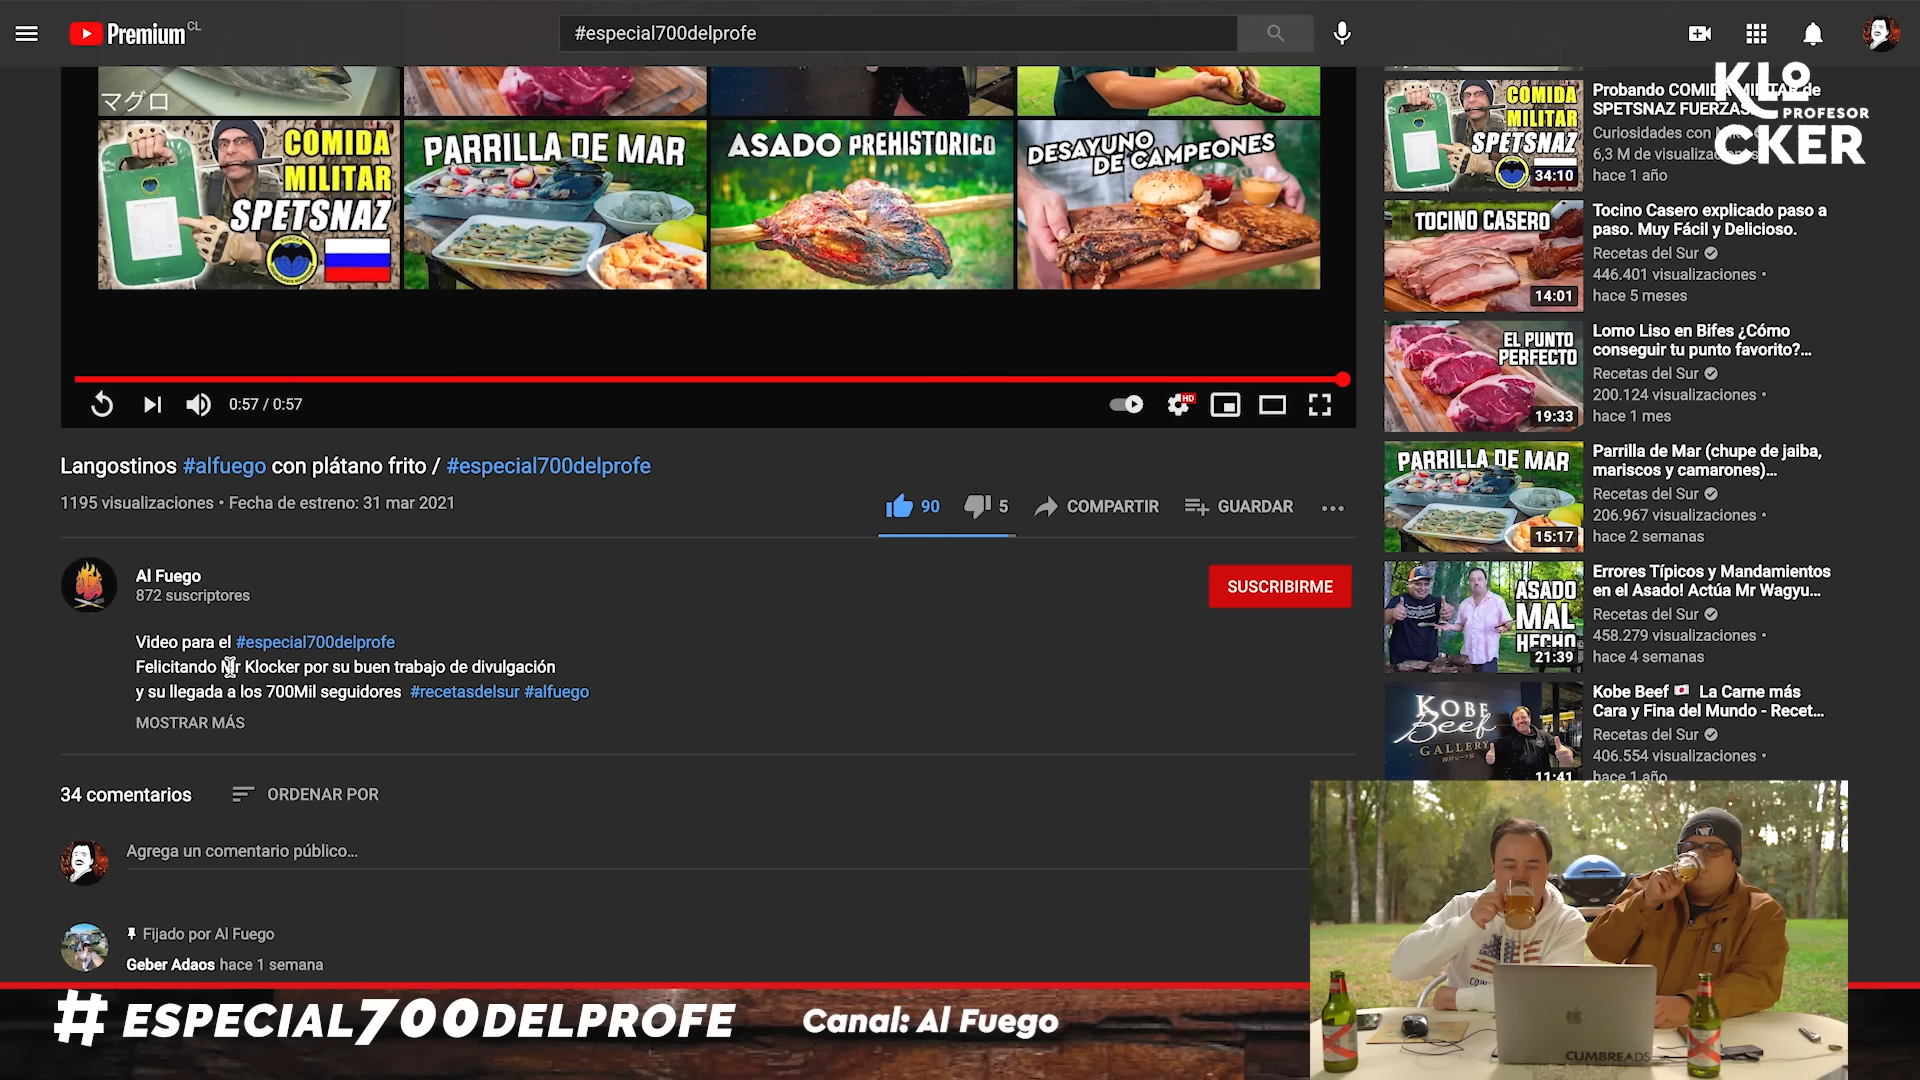 Premium CL
#especial700delprofe
KLO
PROFESOR
CKER
マグロ
COMIDA
MILITAR
SPETSNAZ
PARRILLA DE MAR
ASADO PREHISTORICO
DESAYUNO
DE CAMPEONES
0:57 / 0:57
HD
Langostinos #alfuego con plátano frito / #especial700delprofe
1195 visualizaciones • Fecha de estreno: 31 mar 2021
90
5
COMPARTIR
GUARDAR
Al Fuego
872 suscriptores
SUSCRIBIRME
Video para el #especial700delprofe
Felicitando Mr Klocker por su buen trabajo de divulgación
y su llegada a los 700Mil seguidores #recetasdelsur #alfuego
MOSTRAR MÁS
34 comentarios
ORDENAR POR
Agrega un comentario público...
Fijado por Al Fuego
Geber Adaos hace 1 semana
COMIDA
MILITAR
SPETSNAZ
34:10
Probando COMIDA MILITAR de
SPETSNAZ FUERZAS
Curiosidades con
6,3 M de
hace 1 año
TOCINO CASERO
14:01
Tocino Casero explicado paso a
paso. Muy Fácil y Delicioso.
Recetas del Sur
446.401 visualizaciones •
hace 5 meses
EL PUNTO
PERFECTO
19:33
Lomo Liso en Bifes ¿Cómo
conseguir tu punto favorito?...
Recetas del Sur
200.124 visualizaciones •
hace 1 mes
PARRILLA DE MAR
15:17
Parrilla de Mar (chupe de jaiba,
mariscos y camarones)...
Recetas del Sur
206.967 visualizaciones •
hace 2 semanas
ASADO
MAL
HECHO
21:39
Errores Típicos y Mandamientos
en el Asado! Actúa Mr Wagyu...
Recetas del Sur
458.279 visualizaciones •
hace 4 semanas
KOBE
Beef
GALLERY
11:41
Kobe Beef La Carne más
Cara y Fina del Mundo - Recet...
Recetas del Sur
406.554 visualizaciones •
hace 1 año
CUMBREADS
#ESPECIAL700DELPROFE
Canal: Al Fuego